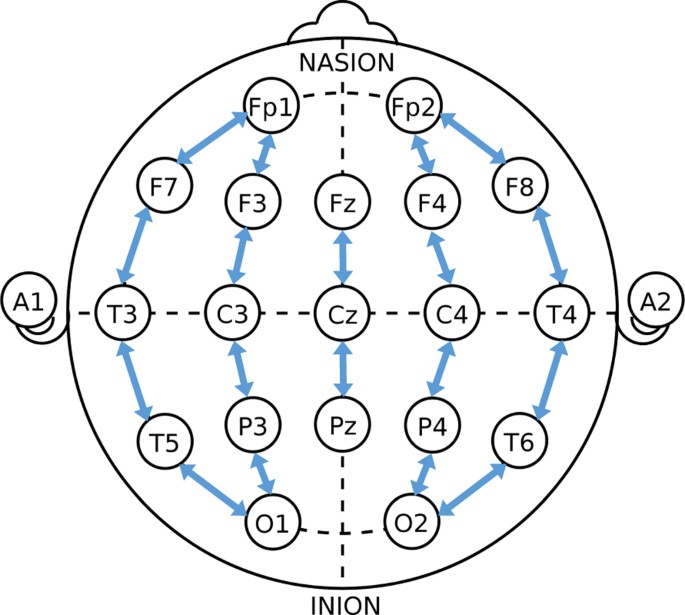 NASION
Fp1 Fp2
F7 F3 Fz F4 F8
A1 T3 C3 Cz C4 T4 A2
T5 P3 Pz P4 T6
O1 O2
INION